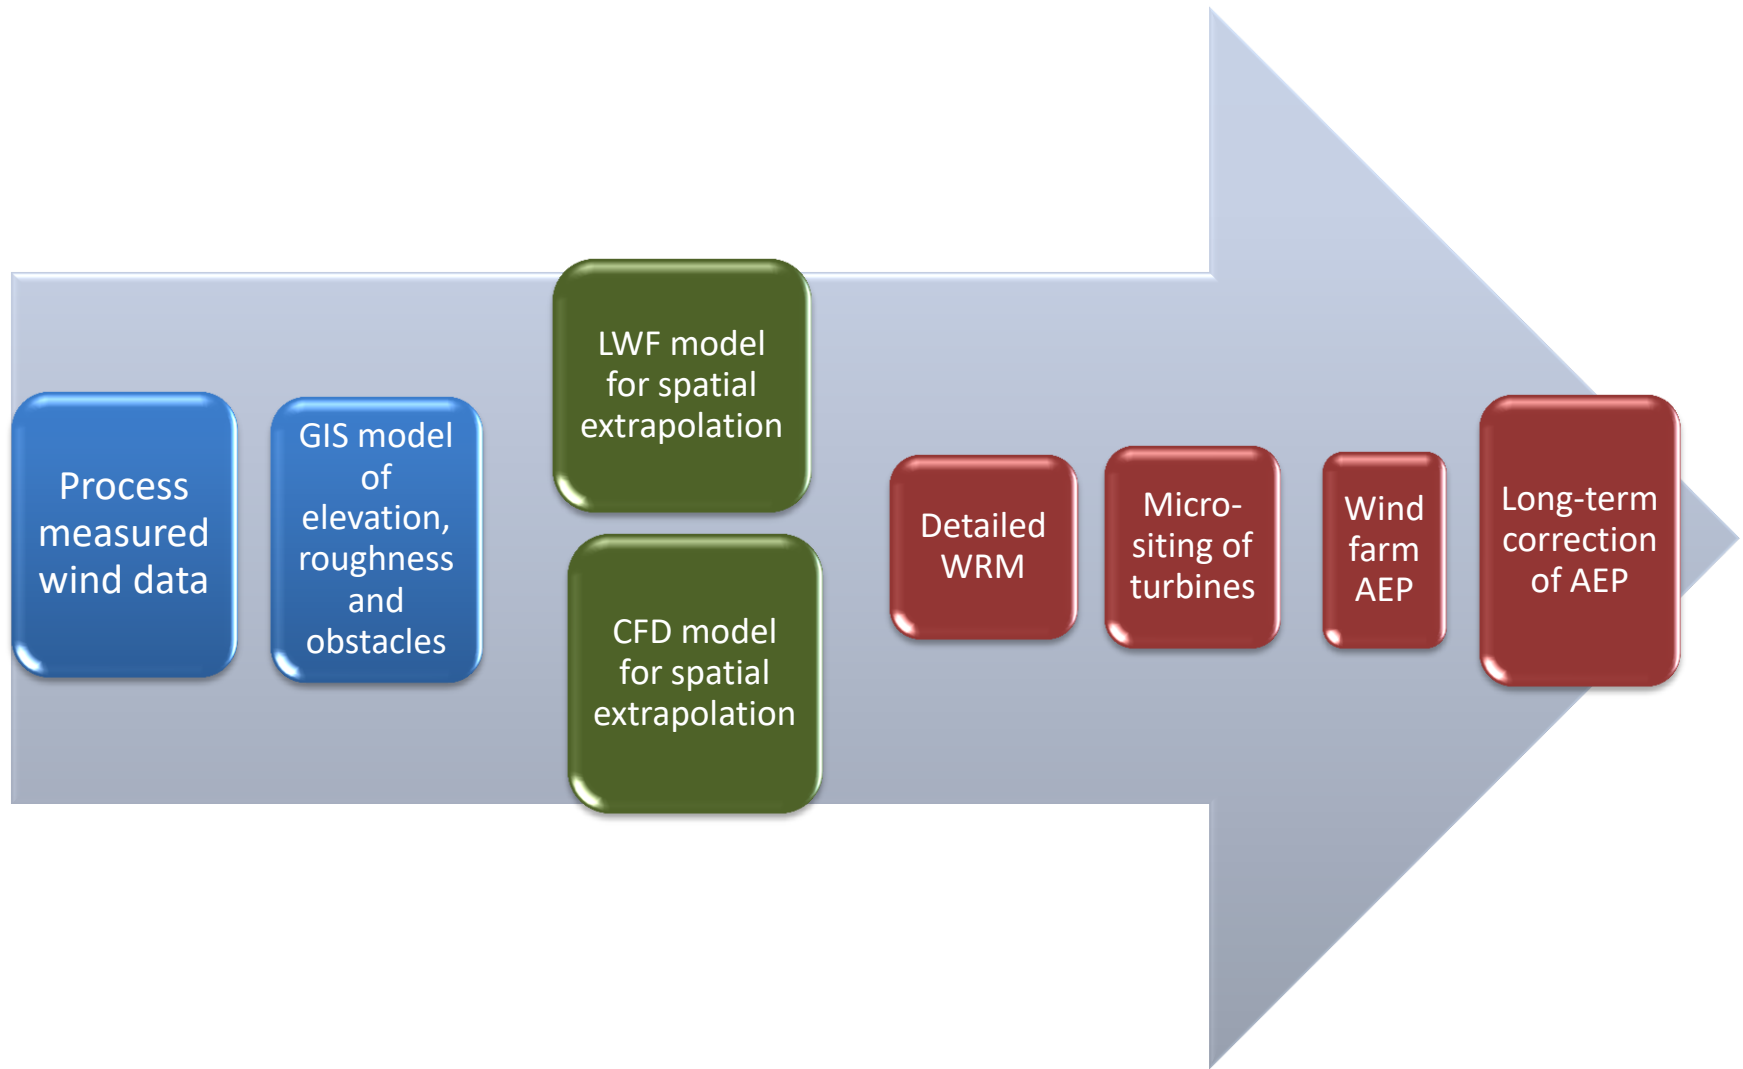 Process
measured
wind data
GIS model
of
elevation,
roughness
and
obstacles
LWF model
for spatial
extrapolation
CFD model
for spatial
extrapolation
Detailed
WRM
Micro-
siting of
turbines
Wind
farm
AEP
Long-term
correction
of AEP